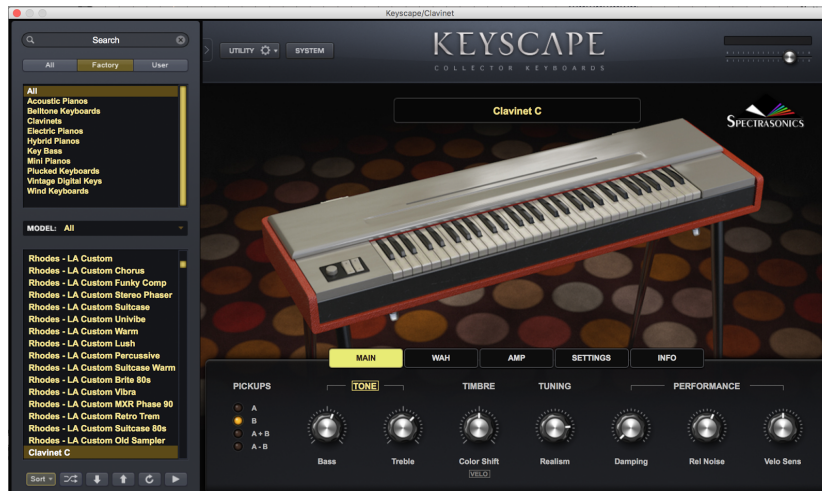 Keyscape/Clavinet
Search
All Factory User
All
Acoustic Pianos
Belltone Keyboards
Clavinets
Electric Pianos
Hybrid Pianos
Key Bass
Mini Pianos
Plucked Keyboards
Vintage Digital Keys
Wind Keyboards
MODEL: All
Rhodes - LA Custom
Rhodes - LA Custom Chorus
Rhodes - LA Custom Funky Comp
Rhodes - LA Custom Stereo Phaser
Rhodes - LA Custom Suitcase
Rhodes - LA Custom Univibe
Rhodes - LA Custom Warm
Rhodes - LA Custom Lush
Rhodes - LA Custom Percussive
Rhodes - LA Custom Suitcase Warm
Rhodes - LA Custom Brite 80s
Rhodes - LA Custom Vibra
Rhodes - LA Custom MXR Phase 90
Rhodes - LA Custom Retro Trem
Rhodes - LA Custom Suitcase 80s
Rhodes - LA Custom Old Sampler
Clavinet C
Sort
UTILITY SYSTEM
KEYSCAPE
COLLECTOR KEYBOARDS
Clavinet C
SPECTRASONICS
MAIN WAH AMP SETTINGS INFO
PICKUPS TONE TIMBRE TUNING PERFORMANCE
A
B
A + B
A - B
Bass Treble Color Shift Realism Damping Rel Noise Velo Sens
VELO